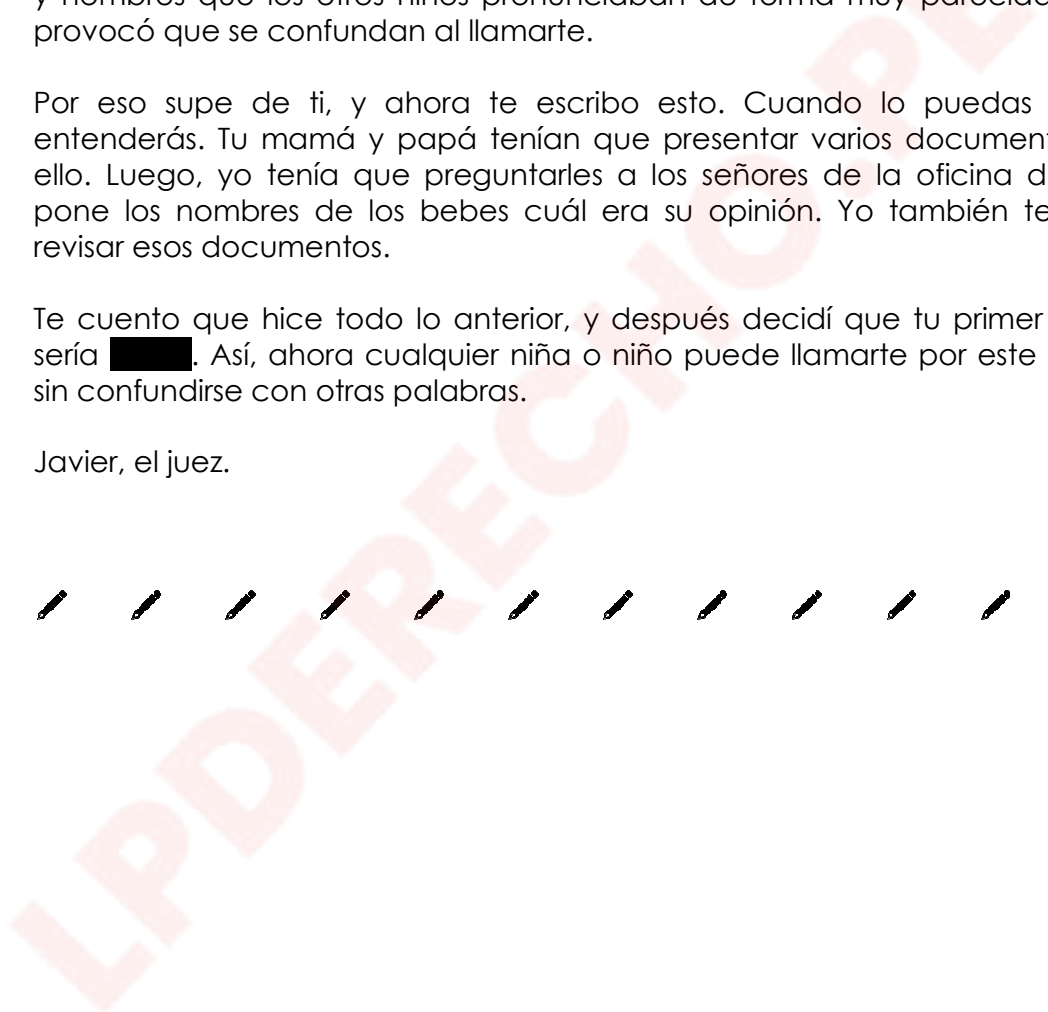 y nombres que los otros niños pronunciaban de forma muy parecida
provocó que se confundan al llamarte.
Por eso supe de ti, y ahora te escribo esto. Cuando lo puedas
entenderás. Tu mamá y papá tenían que presentar varios document
ello. Luego, yo tenía que preguntarles a los señores de la oficina d
pone los nombres de los bebes cuál era su opinión. Yo también te
revisar esos documentos.
Te cuento que hice todo lo anterior, y después decidí que tu primer
sería . Así, ahora cualquier niña o niño puede llamarte por este
sin confundirse con otras palabras.
Javier, el juez.
LPDERECHO.PE